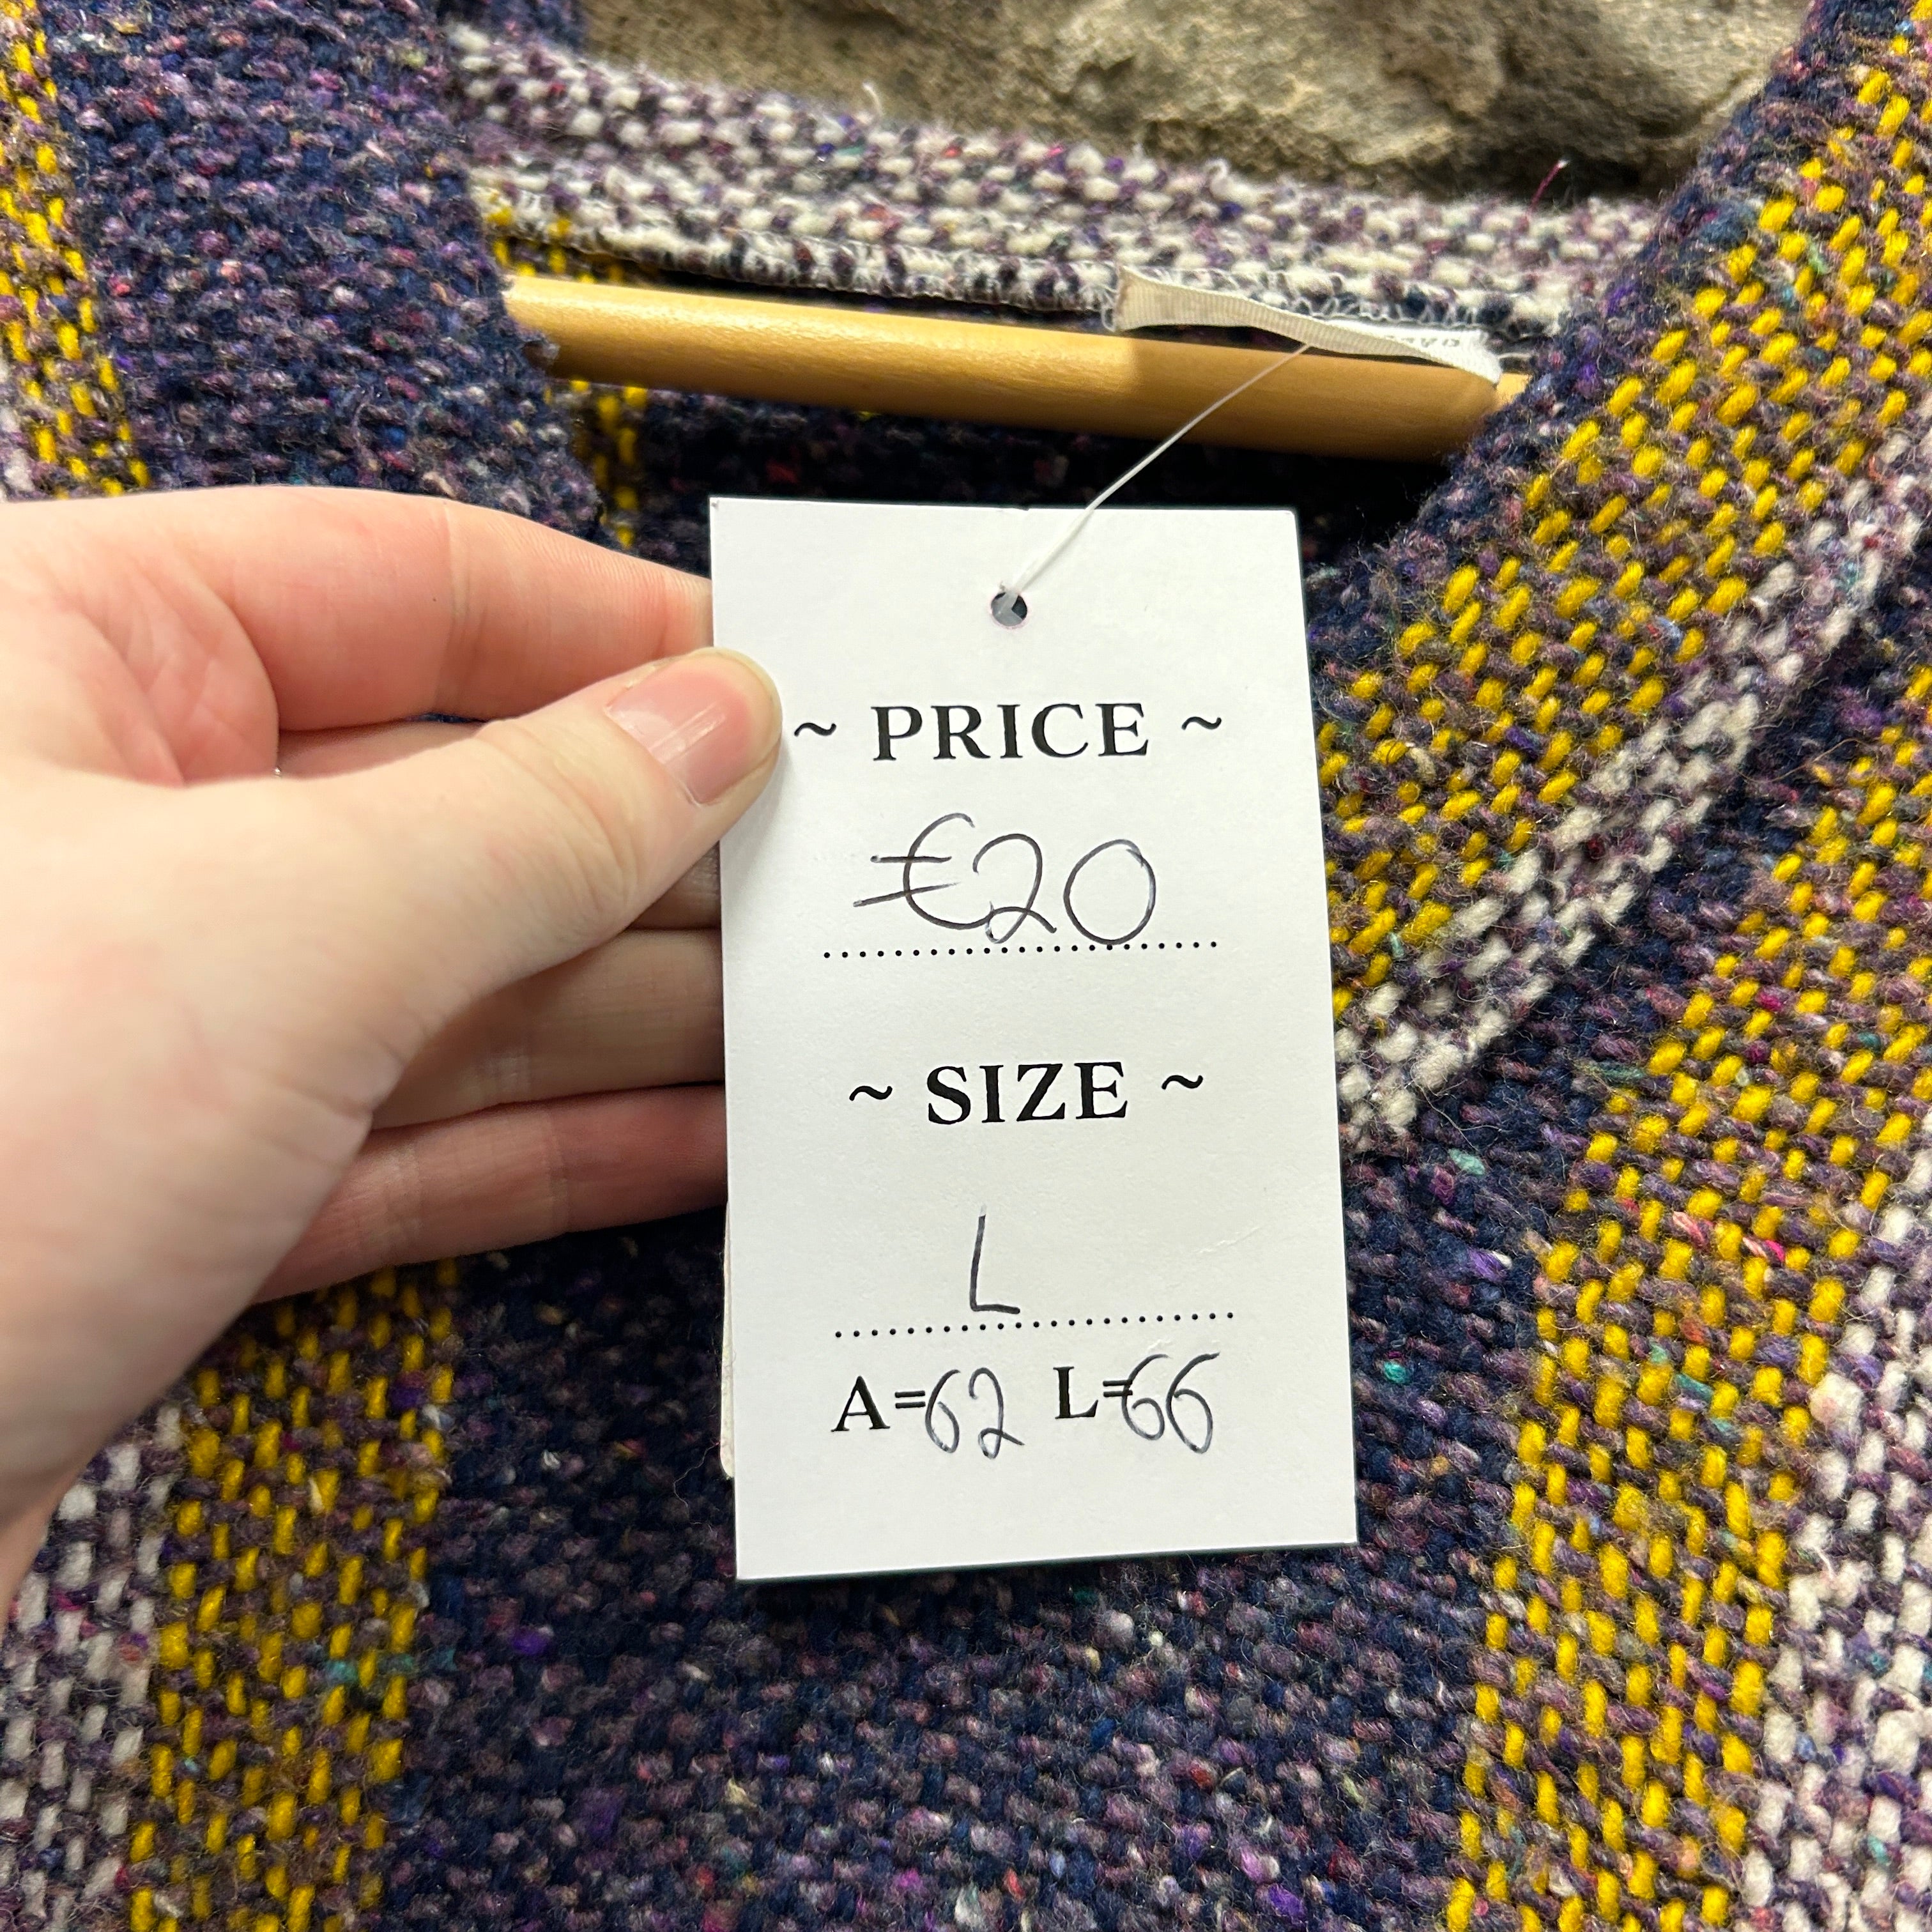 ~ PRICE ~
€20
~ SIZE ~
L
A=62 L=66